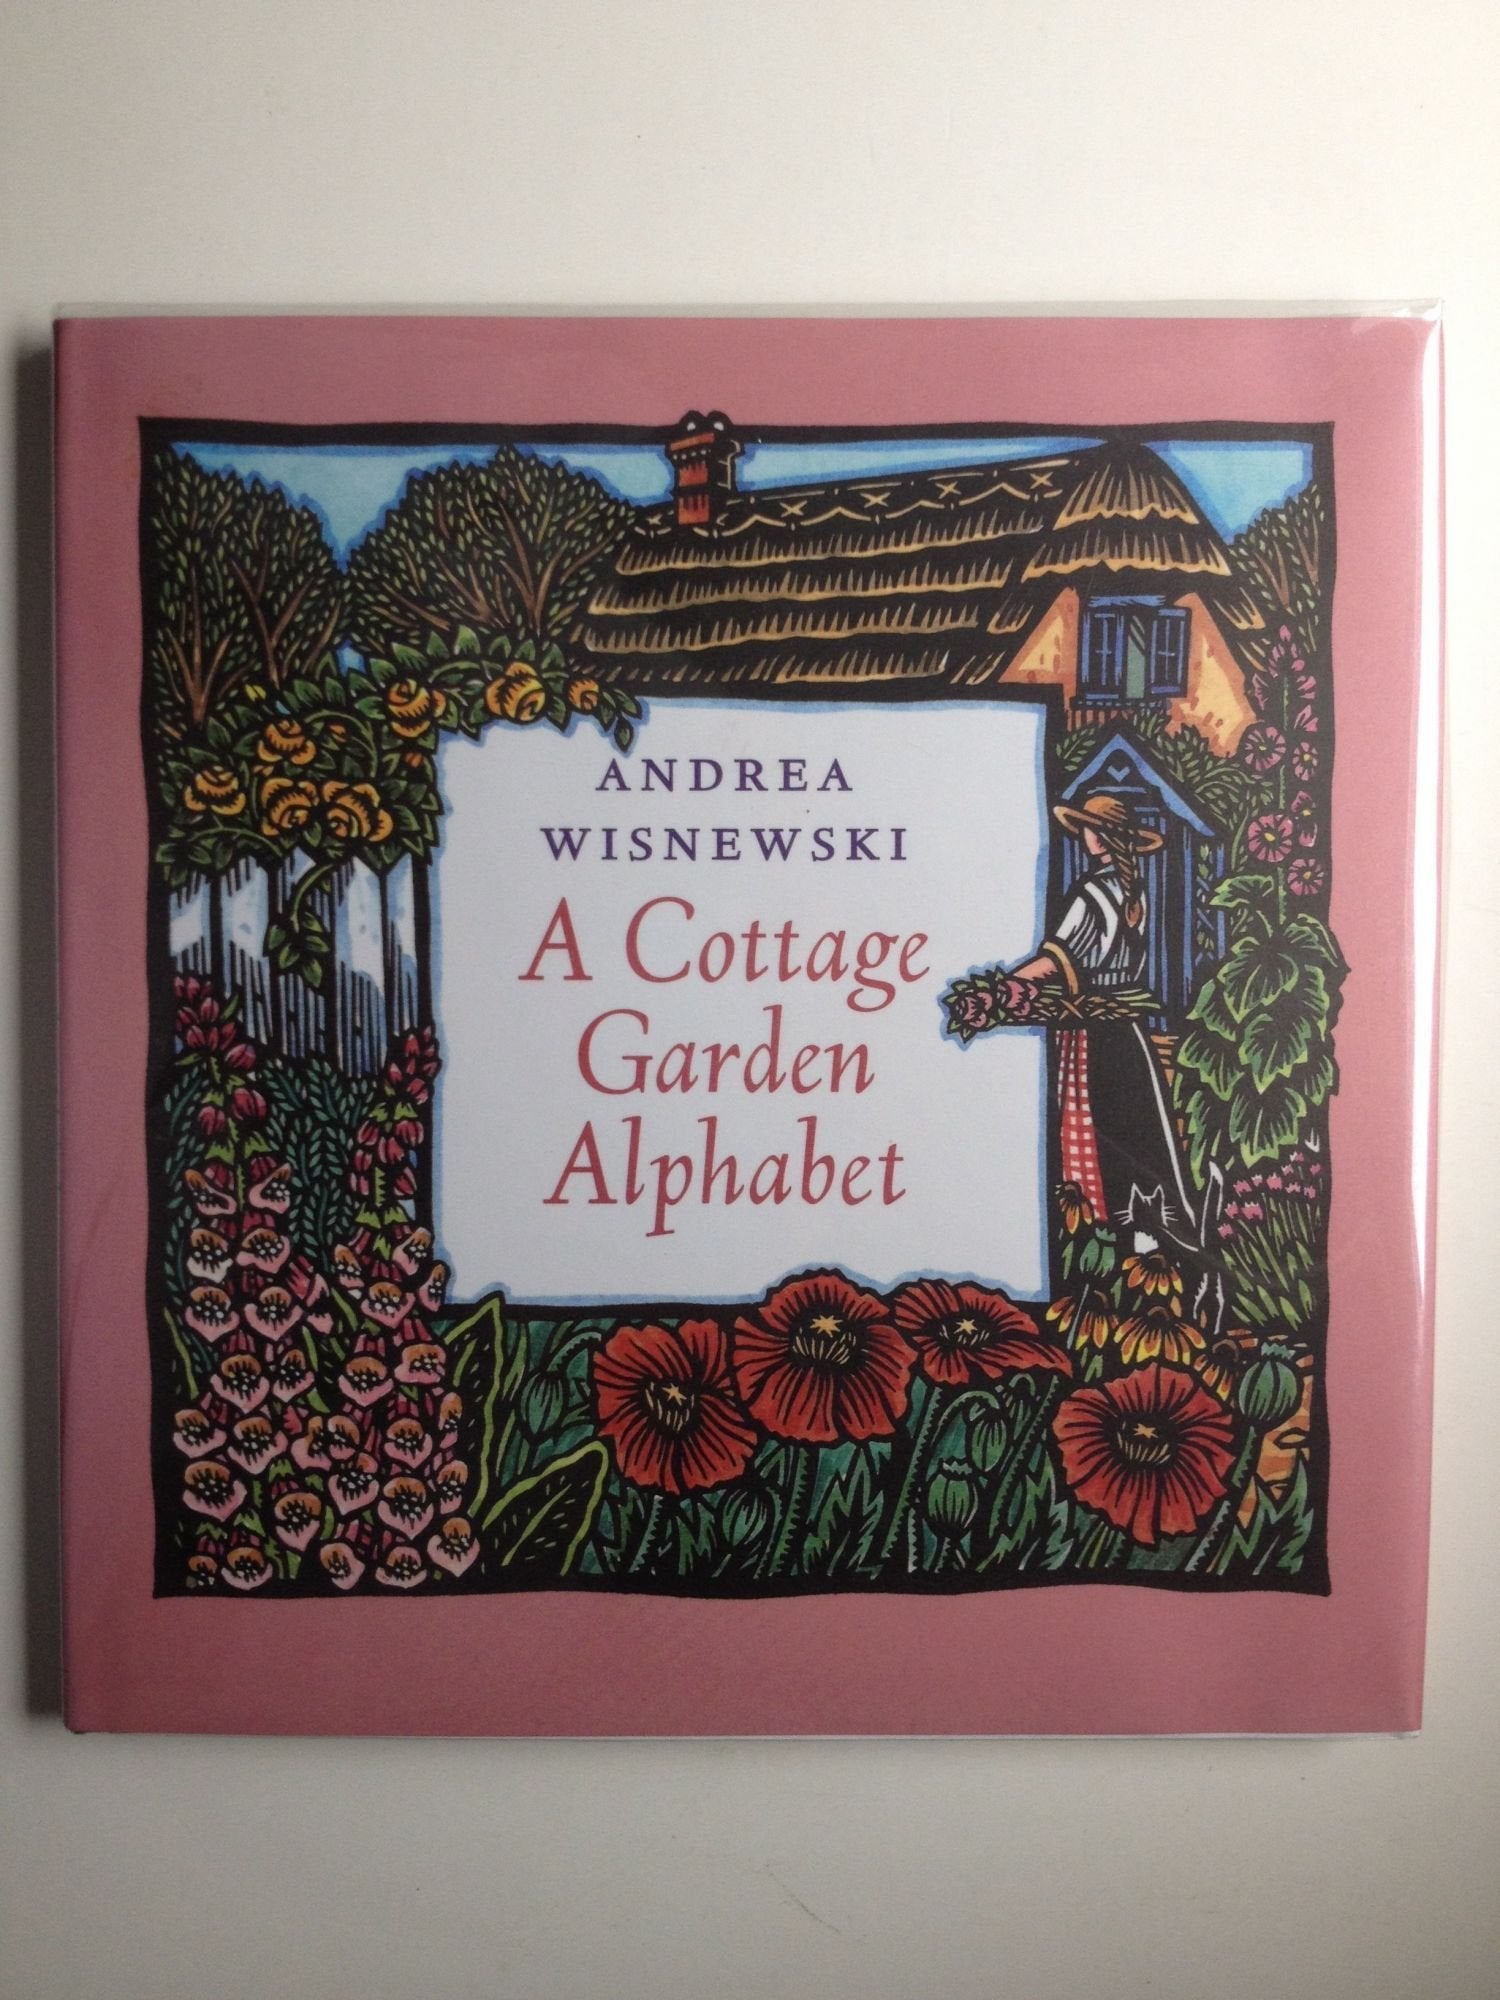 ANDREA
WISNEWSKI
A Cottage
Garden
Alphabet